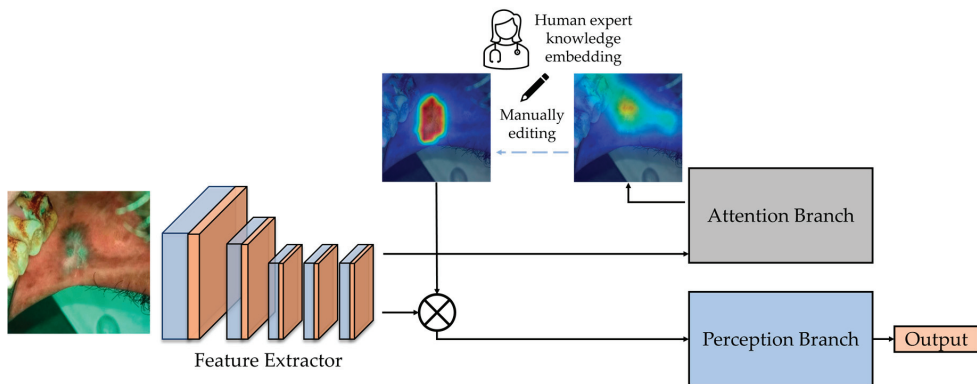 Human expert
knowledge
embedding
Manually
editing
Attention Branch
Feature Extractor
Perception Branch
Output